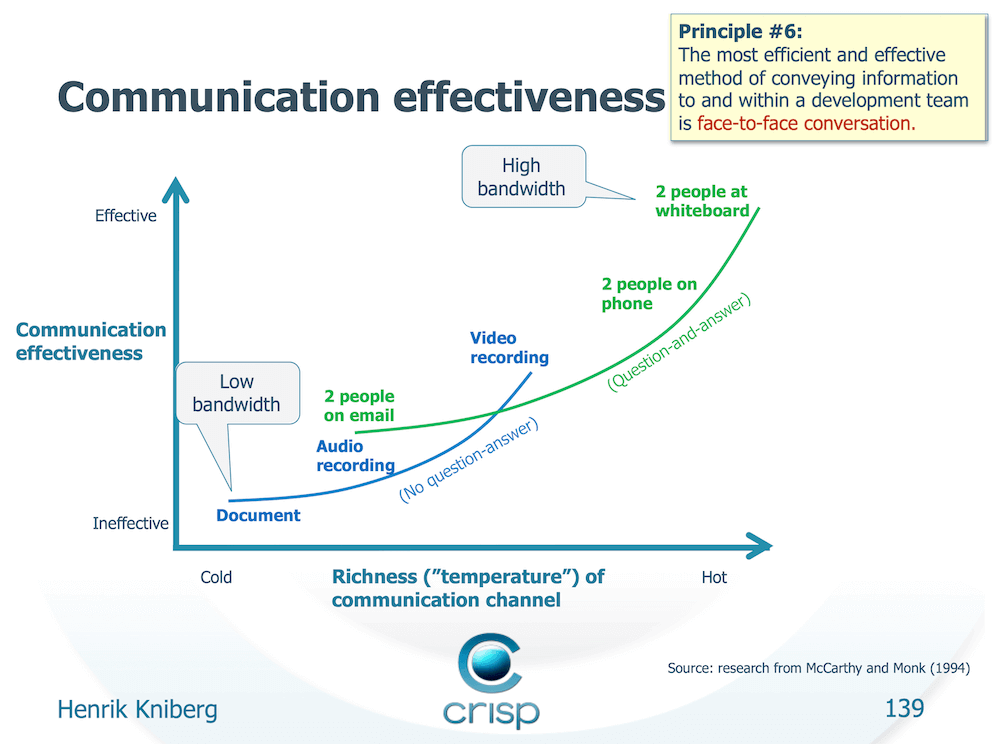 Principle #6:
The most efficient and effective
method of conveying information
to and within a development team
is face-to-face conversation.
Communication effectiveness
High
bandwidth
2 people at
whiteboard
Effective
2 people on
phone
(Question-and-answer)
Communication
effectiveness
Video
recording
Low
bandwidth
2 people
on email
Audio
recording
(No question-answer)
Document
Ineffective
Cold
Richness (”temperature”) of
communication channel
Hot
Source: research from McCarthy and Monk (1994)
Henrik Kniberg
crisp
139